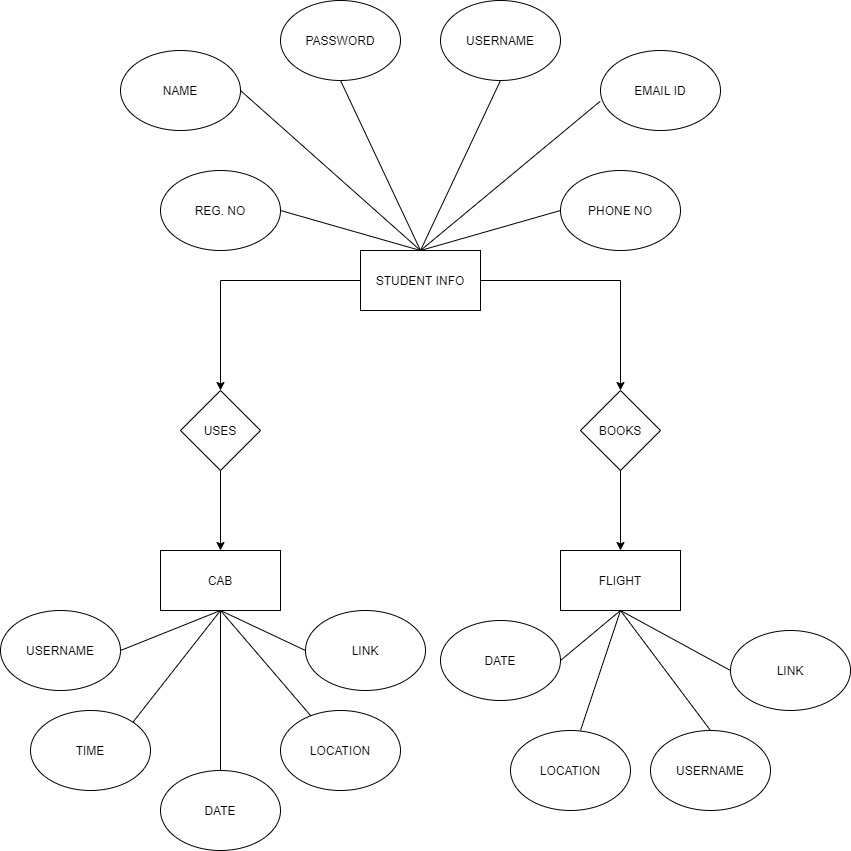 PASSWORD
USERNAME
NAME
EMAIL ID
REG. NO
PHONE NO
STUDENT INFO
USES
BOOKS
CAB
FLIGHT
USERNAME
LINK
DATE
LINK
TIME
LOCATION
LOCATION
USERNAME
DATE